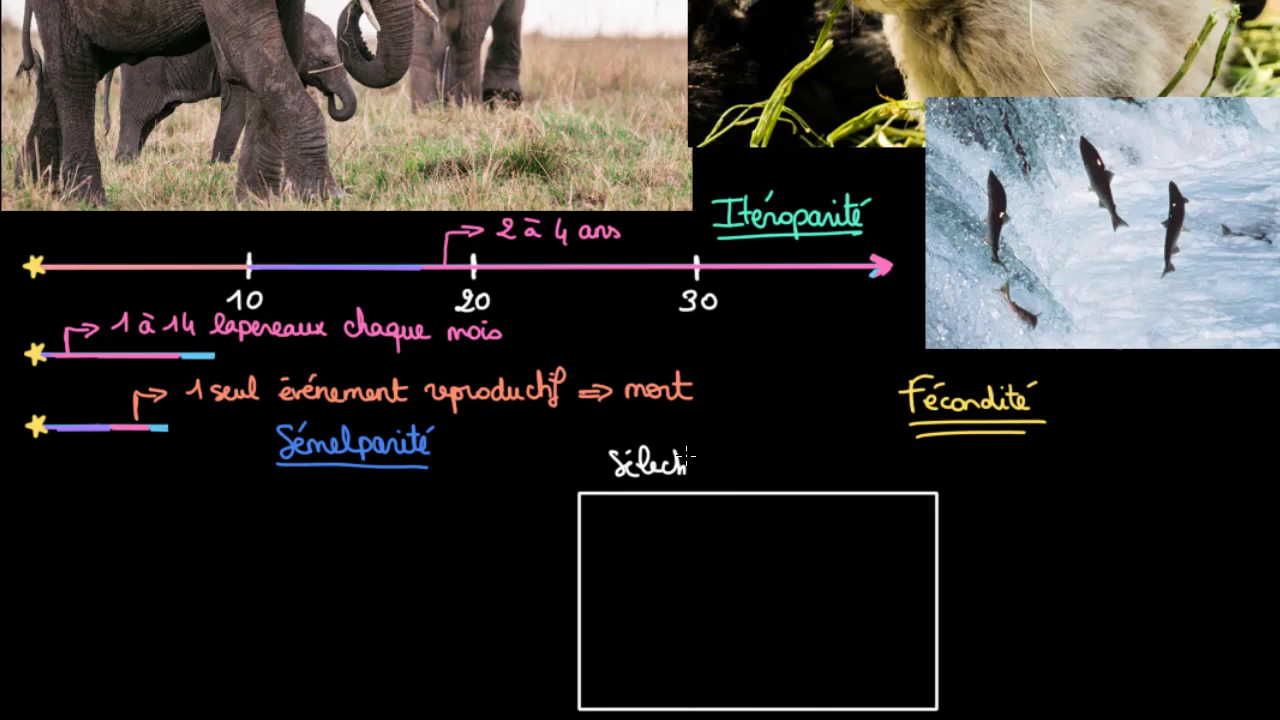 Itéroparité
2 à 4 ans
10 20 30
1 à 14 lapereaux chaque mois
1 seul événement reproductif ⇒ mort
Fécondité
Sémelparité
Sélecti